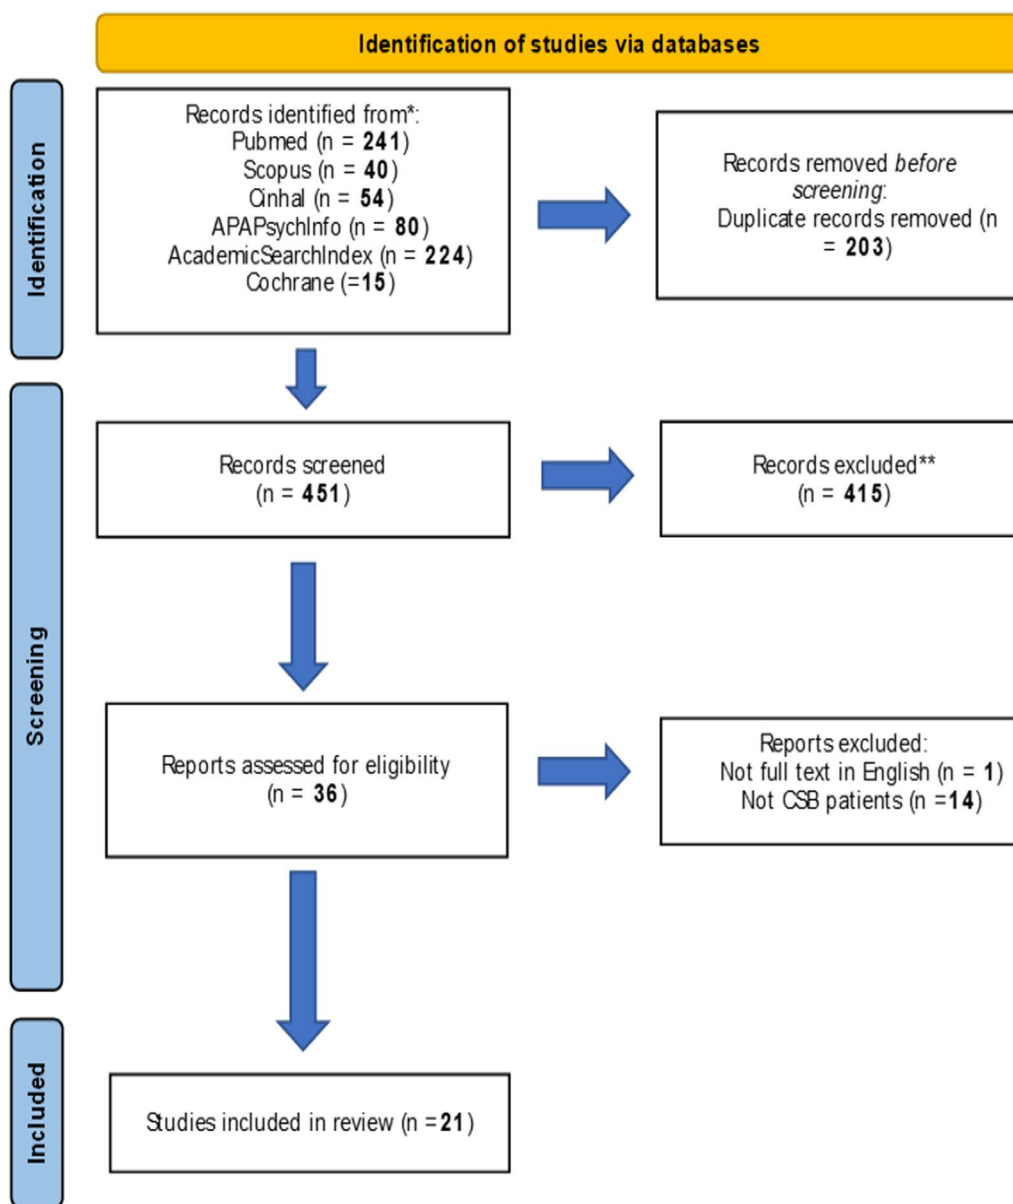 Identification of studies via databases
Identification
Records identified from*:
Pubmed (n = 241)
Scopus (n = 40)
Cinhal (n = 54)
APAPsychInfo (n = 80)
AcademicSearchIndex (n = 224)
Cochrane (=15)
Records removed before
screening:
Duplicate records removed (n
= 203)
Screening
Records screened
(n = 451)
Records excluded**
(n = 415)
Reports assessed for eligibility
(n = 36)
Reports excluded:
Not full text in English (n = 1)
Not CSB patients (n =14)
Included
Studies included in review (n =21)